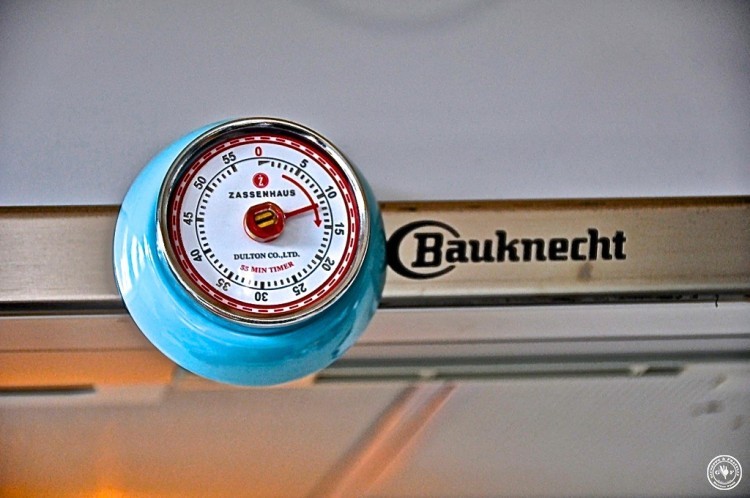 0
5
10
15
20
25
30
35
40
45
50
55
Z
ZASSENHAUS
DULTON CO.,LTD.
55 MIN TIMER
Bauknecht